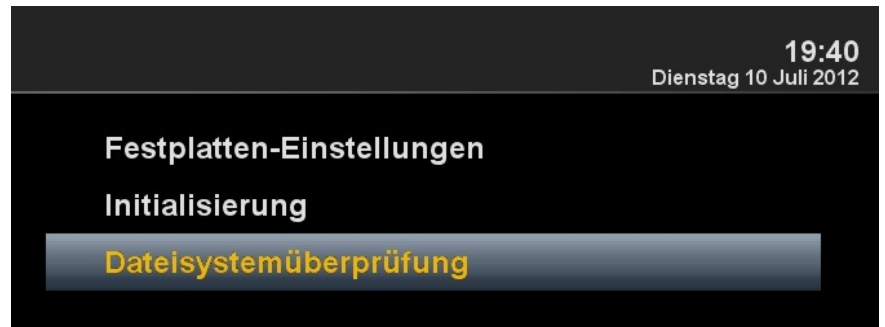 19:40
Dienstag 10 Juli 2012
Festplatten-Einstellungen
Initialisierung
Dateisystemüberprüfung